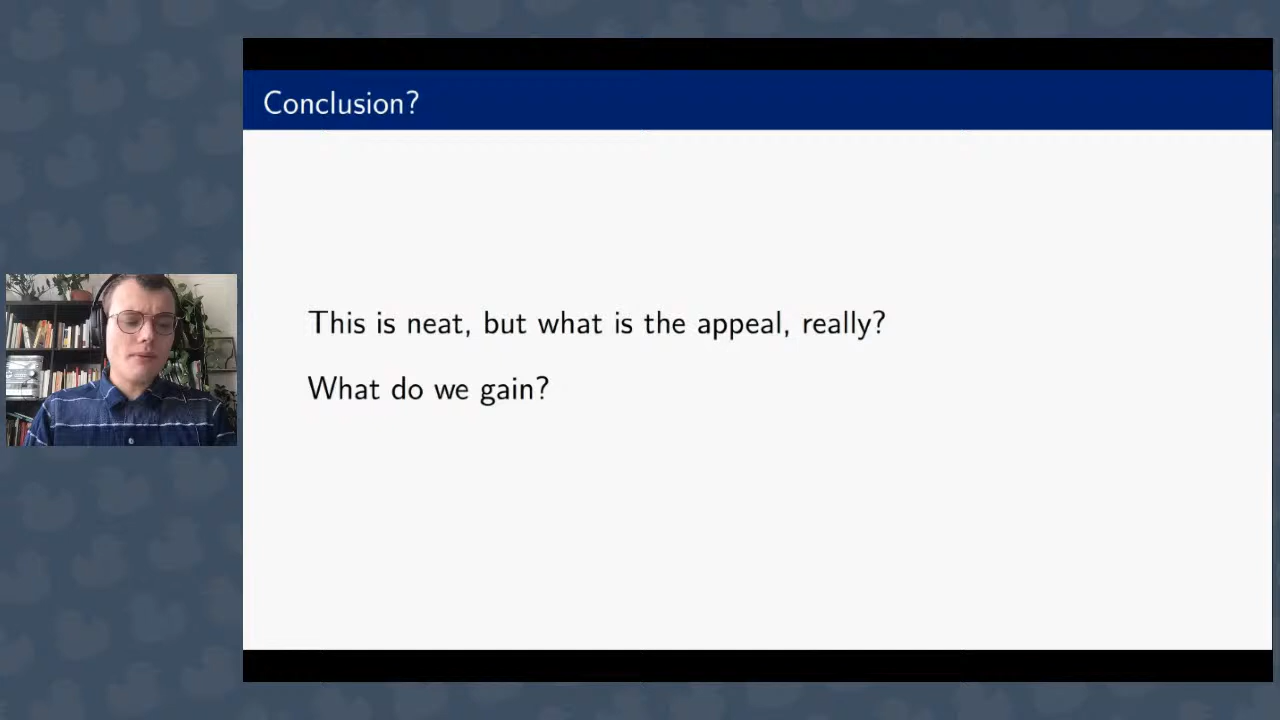 Conclusion?
This is neat, but what is the appeal, really?
What do we gain?